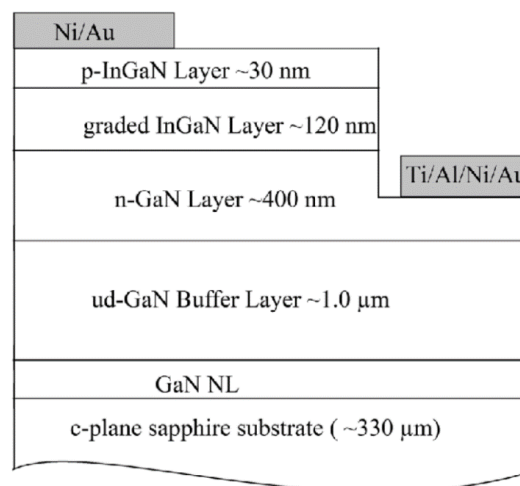 Ni/Au
p-InGaN Layer ~30 nm
graded InGaN Layer ~120 nm
Ti/Al/Ni/Au
n-GaN Layer ~400 nm
ud-GaN Buffer Layer ~1.0 μm
GaN NL
c-plane sapphire substrate ( ~330 μm)